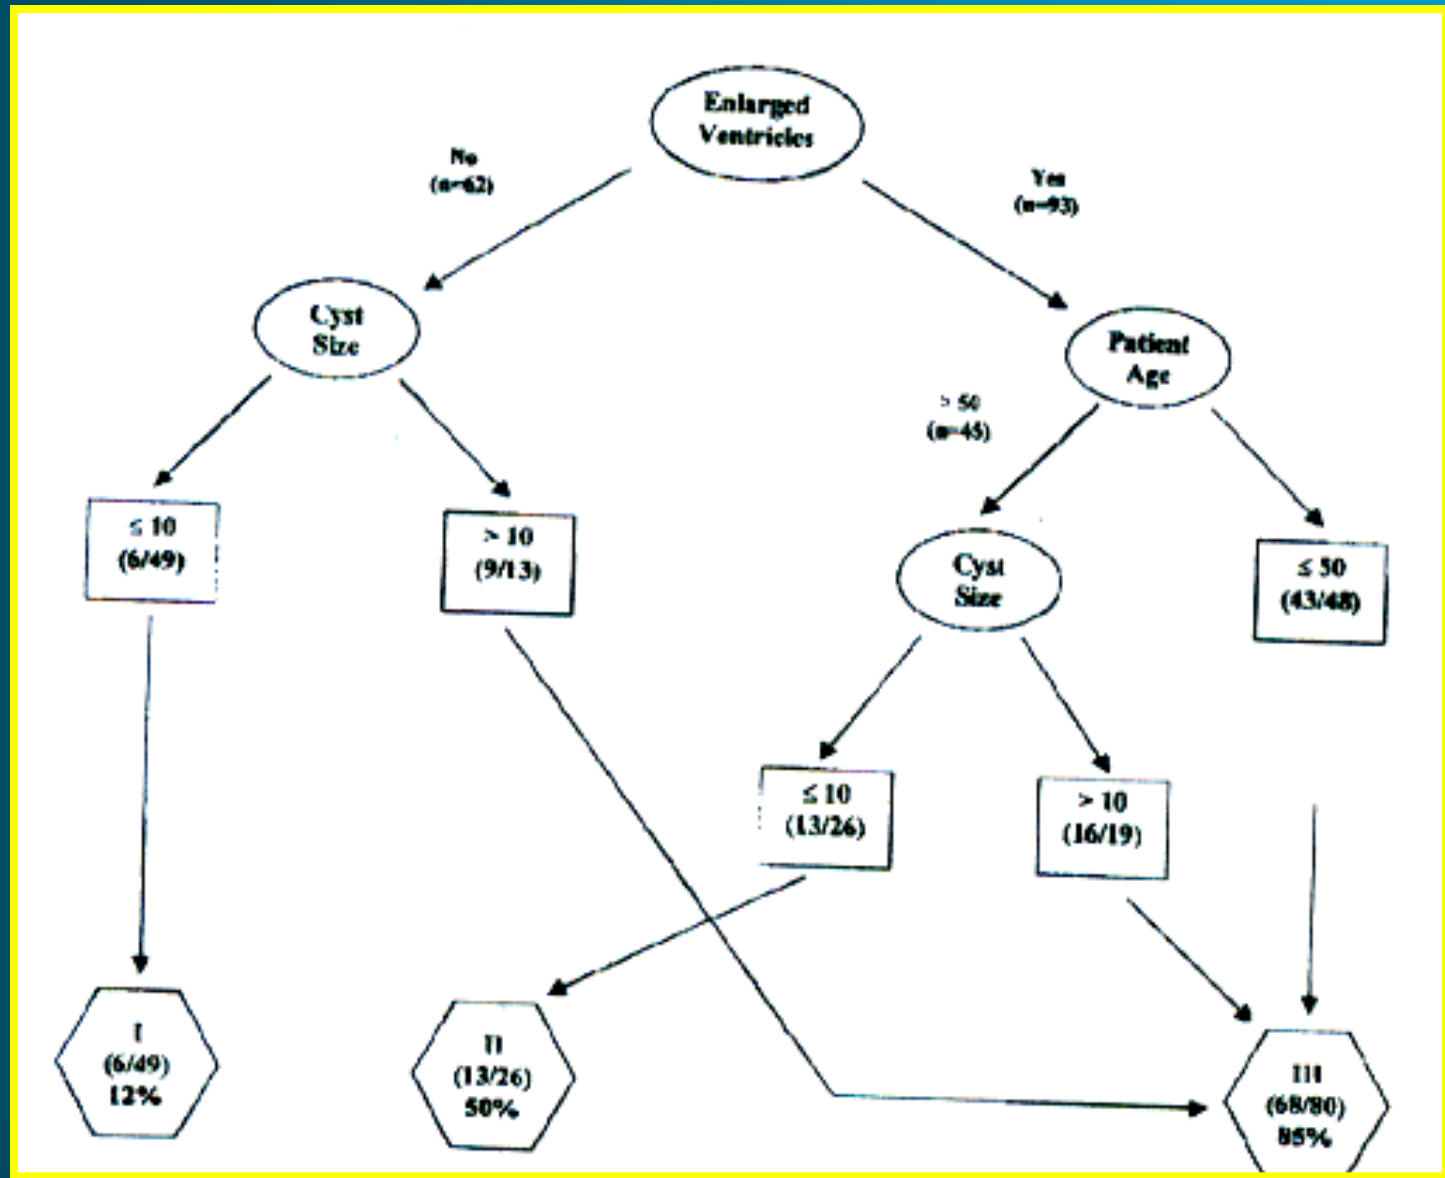 Enlarged
Ventricles
No
(n=62)
Yes
(n=93)
Cyst
Size
Patient
Age
> 50
(n=45)
≤ 10
(6/49)
> 10
(9/13)
Cyst
Size
≤ 50
(43/48)
≤ 10
(13/26)
> 10
(16/19)
I
(6/49)
12%
II
(13/26)
50%
III
(68/80)
85%